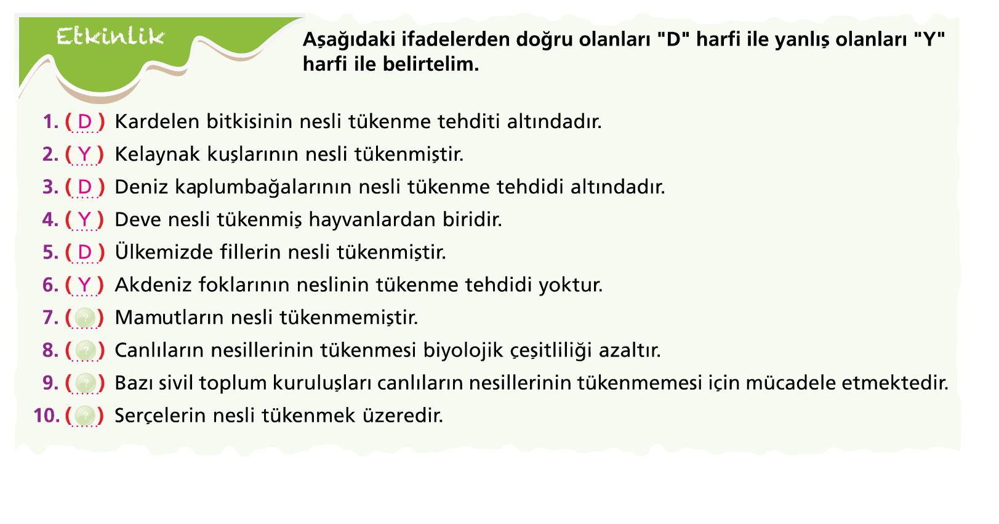 Etkinlik
Aşağıdaki ifadelerden doğru olanları "D" harfi ile yanlış olanları "Y"
harfi ile belirtelim.
1. ( D ) Kardelen bitkisinin nesli tükenme tehditi altındadır.
2. ( Y ) Kelaynak kuşlarının nesli tükenmiştir.
3. ( D ) Deniz kaplumbağalarının nesli tükenme tehdidi altındadır.
4. ( Y ) Deve nesli tükenmiş hayvanlardan biridir.
5. ( D ) Ülkemizde fillerin nesli tükenmiştir.
6. ( Y ) Akdeniz foklarının neslinin tükenme tehdidi yoktur.
7. ( ? ) Mamutların nesli tükenmemiştir.
8. ( ? ) Canlıların nesillerinin tükenmesi biyolojik çeşitliliği azaltır.
9. ( ? ) Bazı sivil toplum kuruluşları canlıların nesillerinin tükenmemesi için mücadele etmektedir.
10. ( ? ) Serçelerin nesli tükenmek üzeredir.